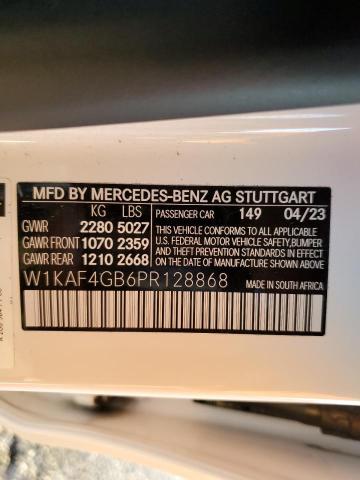 MFD BY MERCEDES-BENZ AG STUTTGART
KG LBS
GVWR 2280 5027
GAWR FRONT 1070 2359
GAWR REAR 1210 2668
PASSENGER CAR 149 04/23
THIS VEHICLE CONFORMS TO ALL APPLICABLE
U.S. FEDERAL MOTOR VEHICLE SAFETY,BUMPER
AND THEFT PREVENTION STANDARDS IN
EFFECT ON THE DATE OF
MANUFACTURE SHOWN ABOVE.
W1KAF4GB6PR128868
MADE IN SOUTH AFRICA